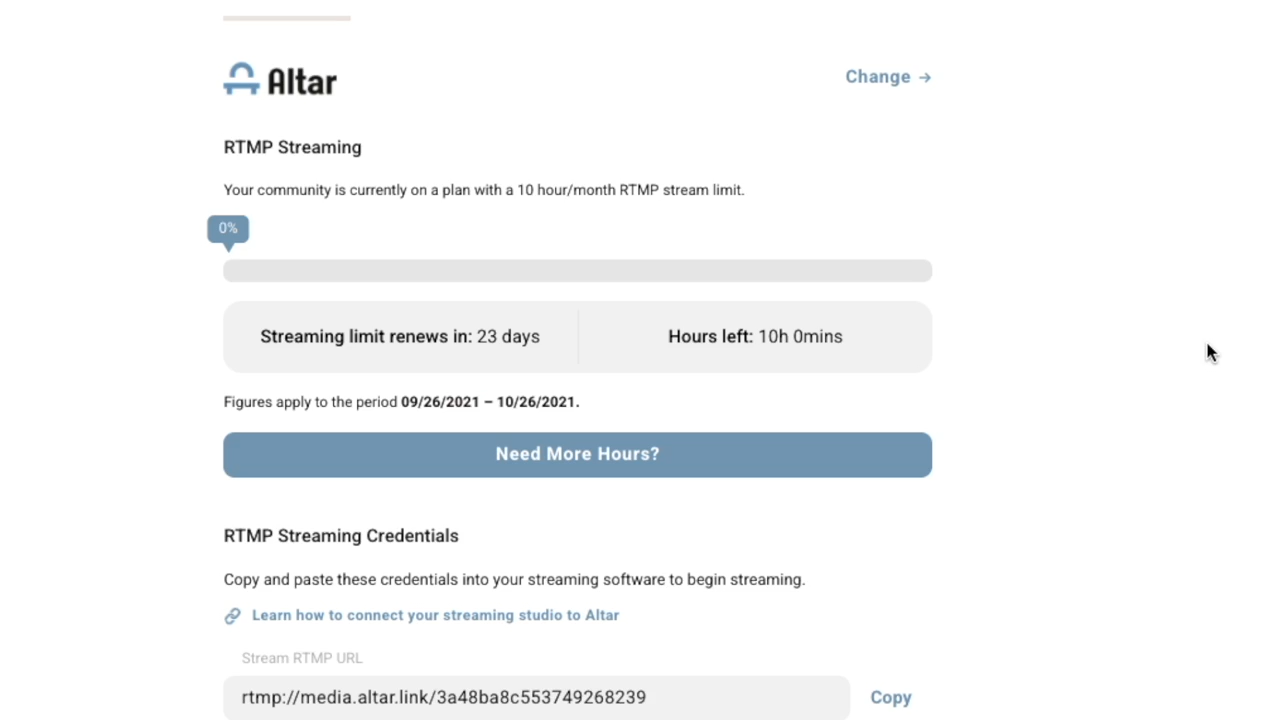 Altar
Change →
RTMP Streaming
Your community is currently on a plan with a 10 hour/month RTMP stream limit.
0%
Streaming limit renews in: 23 days
Hours left: 10h 0mins
Figures apply to the period 09/26/2021 – 10/26/2021.
Need More Hours?
RTMP Streaming Credentials
Copy and paste these credentials into your streaming software to begin streaming.
Learn how to connect your streaming studio to Altar
Stream RTMP URL
rtmp://media.altar.link/3a48ba8c553749268239
Copy